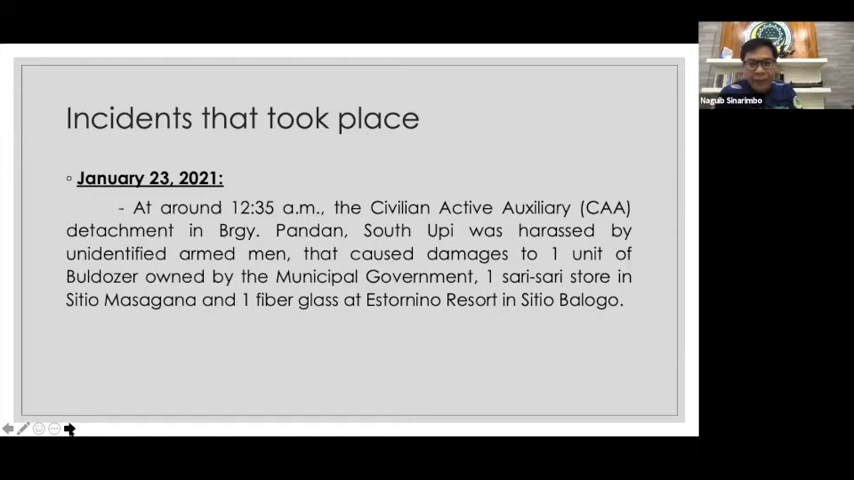 Incidents that took place
January 23, 2021:
- At around 12:35 a.m., the Civilian Active Auxiliary (CAA)
detachment in Brgy. Pandan, South Upi was harassed by
unidentified armed men, that caused damages to 1 unit of
Buldozer owned by the Municipal Government, 1 sari-sari store in
Sitio Masagana and 1 fiber glass at Estornino Resort in Sitio Balogo.
Naguib Sinarimbo